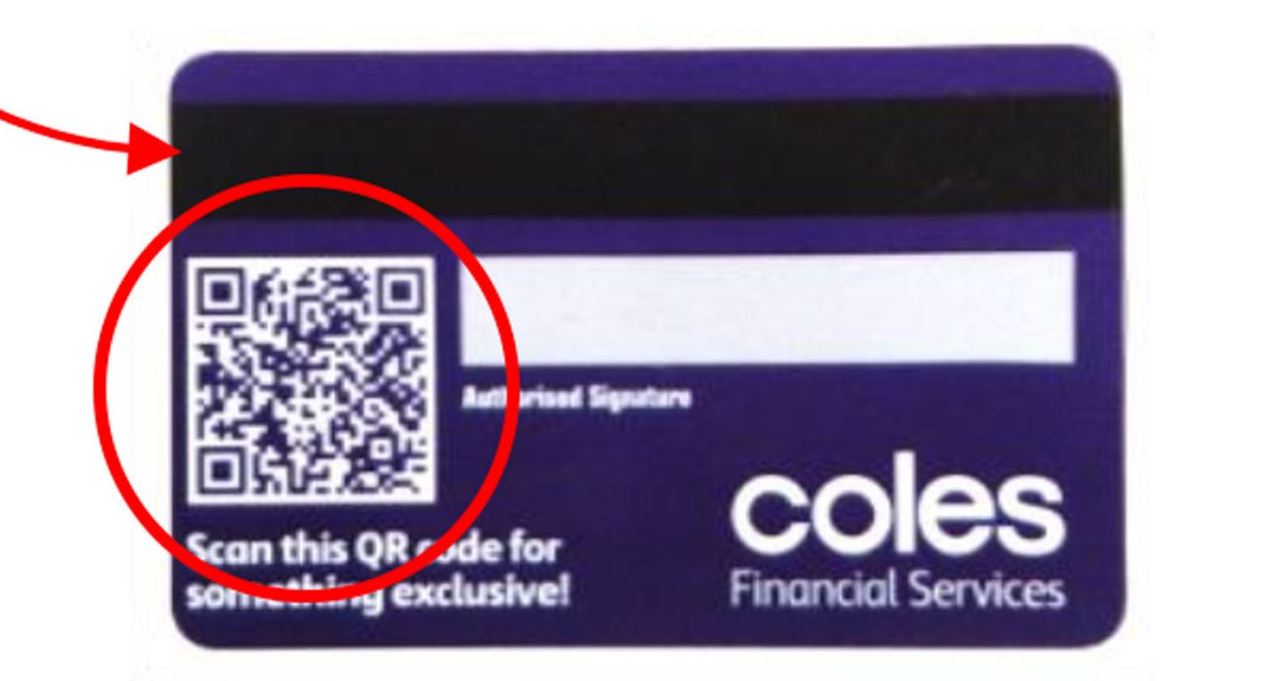 Authorised Signature
Scan this QR code for
something exclusive!
coles
Financial Services